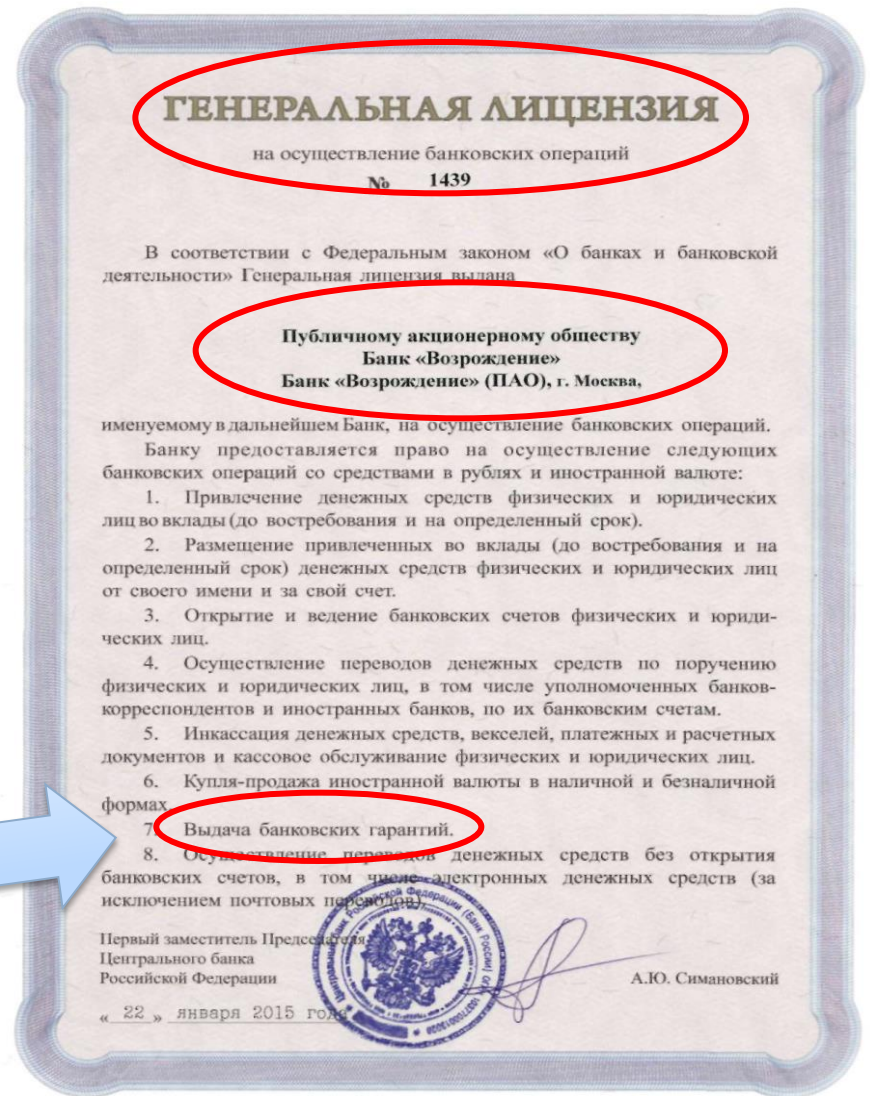 ГЕНЕРАЛЬНАЯ ЛИЦЕНЗИЯ
на осуществление банковских операций
№ 1439
В соответствии с Федеральным законом «О банках и банковской
деятельности» Генеральная лицензия выдана
Публичному акционерному обществу
Банк «Возрождение»
Банк «Возрождение» (ПАО), г. Москва,
именуемому в дальнейшем Банк, на осуществление банковских операций.
Банку предоставляется право на осуществление следующих
банковских операций со средствами в рублях и иностранной валюте:
1. Привлечение денежных средств физических и юридических
лиц во вклады (до востребования и на определенный срок).
2. Размещение привлеченных во вклады (до востребования и на
определенный срок) денежных средств физических и юридических лиц
от своего имени и за свой счет.
3. Открытие и ведение банковских счетов физических и юриди-
ческих лиц.
4. Осуществление переводов денежных средств по поручению
физических и юридических лиц, в том числе уполномоченных банков-
корреспондентов и иностранных банков, по их банковским счетам.
5. Инкассация денежных средств, векселей, платежных и расчетных
документов и кассовое обслуживание физических и юридических лиц.
6. Купля-продажа иностранной валюты в наличной и безналичной
формах.
7. Выдача банковских гарантий.
8. Осуществление переводов денежных средств без открытия
банковских счетов, в том числе электронных денежных средств (за
исключением почтовых переводов).
Первый заместитель Председателя
Центрального банка
Российской Федерации
А.Ю. Симановский
« 22 » января 2015 года